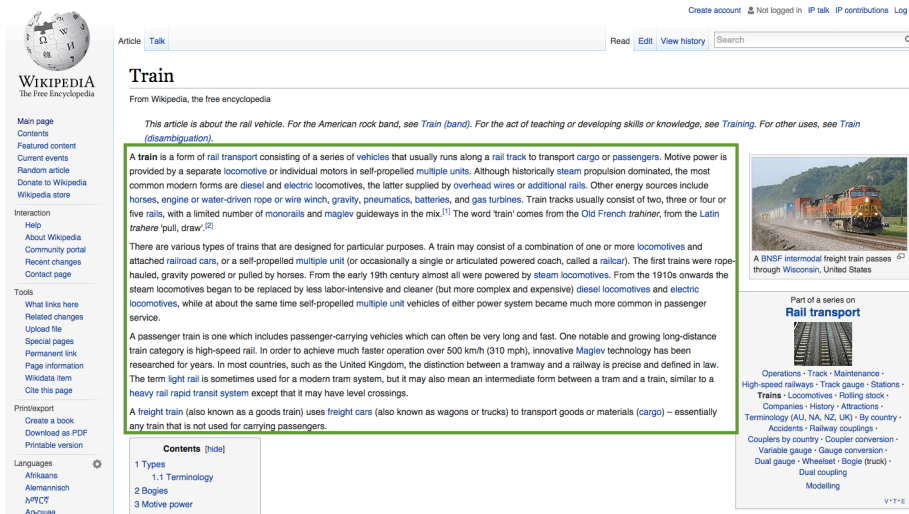 Create account Not logged in IP talk IP contributions Log
Article Talk
Read Edit View history Search
WIKIPEDIA
The Free Encyclopedia
Main page
Contents
Featured content
Current events
Random article
Donate to Wikipedia
Wikipedia store
Interaction
Help
About Wikipedia
Community portal
Recent changes
Contact page
Tools
What links here
Related changes
Upload file
Special pages
Permanent link
Page information
Wikidata item
Cite this page
Print/export
Create a book
Download as PDF
Printable version
Languages
Afrikaans
Alemannisch
አማርኛ
Train
From Wikipedia, the free encyclopedia
This article is about the rail vehicle. For the American rock band, see Train (band). For the act of teaching or developing skills or knowledge, see Training. For other uses, see Train
(disambiguation).
A train is a form of rail transport consisting of a series of vehicles that usually runs along a rail track to transport cargo or passengers. Motive power is
provided by a separate locomotive or individual motors in self-propelled multiple units. Although historically steam propulsion dominated, the most
common modern forms are diesel and electric locomotives, the latter supplied by overhead wires or additional rails. Other energy sources include
horses, engine or water-driven rope or wire winch, gravity, pneumatics, batteries, and gas turbines. Train tracks usually consist of two, three or four or
five rails, with a limited number of monorails and maglev guideways in the mix.[1] The word 'train' comes from the Old French trahiner, from the Latin
trahere 'pull, draw'.[2]
There are various types of trains that are designed for particular purposes. A train may consist of a combination of one or more locomotives and
attached railroad cars, or a self-propelled multiple unit (or occasionally a single or articulated powered coach, called a railcar). The first trains were rope-
hauled, gravity powered or pulled by horses. From the early 19th century almost all were powered by steam locomotives. From the 1910s onwards the
steam locomotives began to be replaced by less labor-intensive and cleaner (but more complex and expensive) diesel locomotives and electric
locomotives, while at about the same time self-propelled multiple unit vehicles of either power system became much more common in passenger
service.
A passenger train is one which includes passenger-carrying vehicles which can often be very long and fast. One notable and growing long-distance
train category is high-speed rail. In order to achieve much faster operation over 500 km/h (310 mph), innovative Maglev technology has been
researched for years. In most countries, such as the United Kingdom, the distinction between a tramway and a railway is precise and defined in law.
The term light rail is sometimes used for a modern tram system, but it may also mean an intermediate form between a tram and a train, similar to a
heavy rail rapid transit system except that it may have level crossings.
A freight train (also known as a goods train) uses freight cars (also known as wagons or trucks) to transport goods or materials (cargo) – essentially
any train that is not used for carrying passengers.
Contents [hide]
1 Types
1.1 Terminology
2 Bogies
3 Motive power
A BNSF intermodal freight train passes
through Wisconsin, United States
Part of a series on
Rail transport
Operations · Track · Maintenance ·
High-speed railways · Track gauge · Stations ·
Trains · Locomotives · Rolling stock ·
Companies · History · Attractions ·
Terminology (AU, NA, NZ, UK) · By country ·
Accidents · Railway couplings ·
Couplers by country · Coupler conversion ·
Variable gauge · Gauge conversion ·
Dual gauge · Wheelset · Bogie (truck) ·
Dual coupling
Modelling
V·T·E